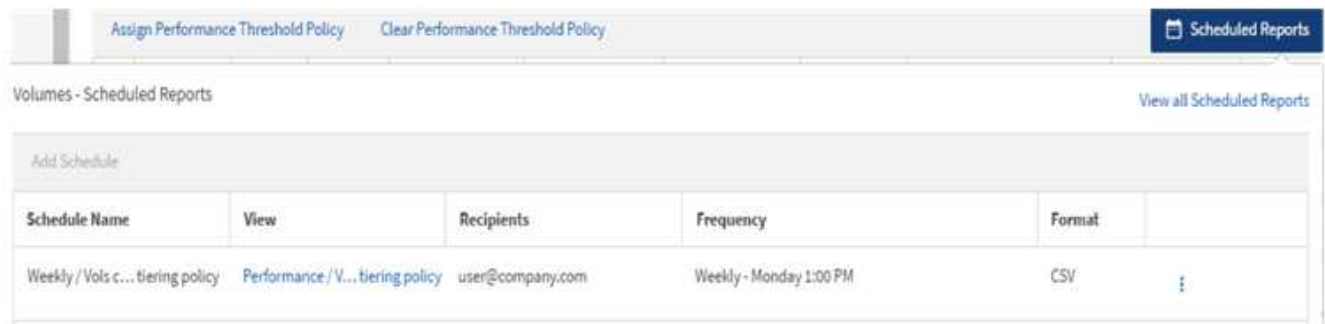 Assign Performance Threshold Policy Clear Performance Threshold Policy Scheduled Reports
Volumes - Scheduled Reports View all Scheduled Reports
Add Schedule
Schedule Name View Recipients Frequency Format
Weekly / Vols c... tiering policy Performance / V... tiering policy user@company.com Weekly - Monday 1:00 PM CSV